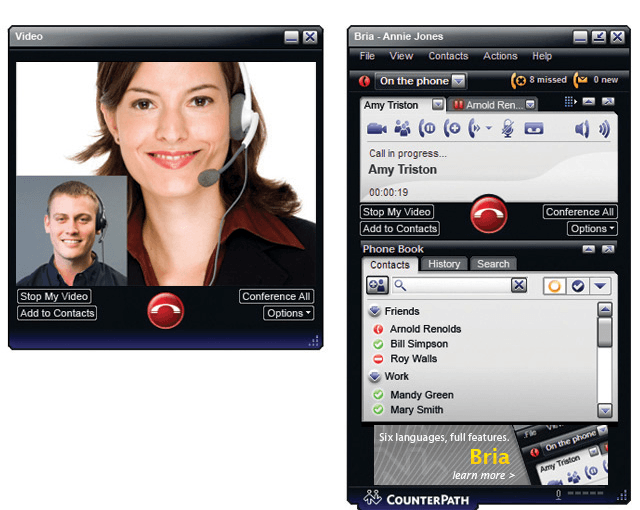 Video
Stop My Video
Conference All
Add to Contacts
Options
Bria - Annie Jones
File View Contacts Actions Help
On the phone
8 missed
0 new
Amy Triston
Arnold Ren...
Call in progress...
Amy Triston
00:00:19
Stop My Video
Conference All
Add to Contacts
Options
Phone Book
Contacts History Search
Friends
Arnold Renolds
Bill Simpson
Roy Walls
Work
Mandy Green
Mary Smith
Six languages, full features.
Bria
learn more >
File
On the phone
Amy Triston
COUNTERPATH